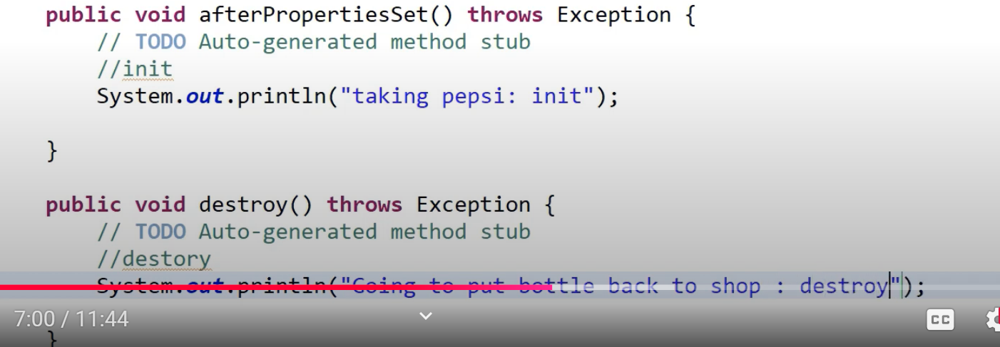 public void afterPropertiesSet() throws Exception {
// TODO Auto-generated method stub
//init
System.out.println("taking pepsi: init");
}
public void destroy() throws Exception {
// TODO Auto-generated method stub
//destory
System.out.println("Going to put bottle back to shop : destroy");
7:00 / 11:44
CC
}